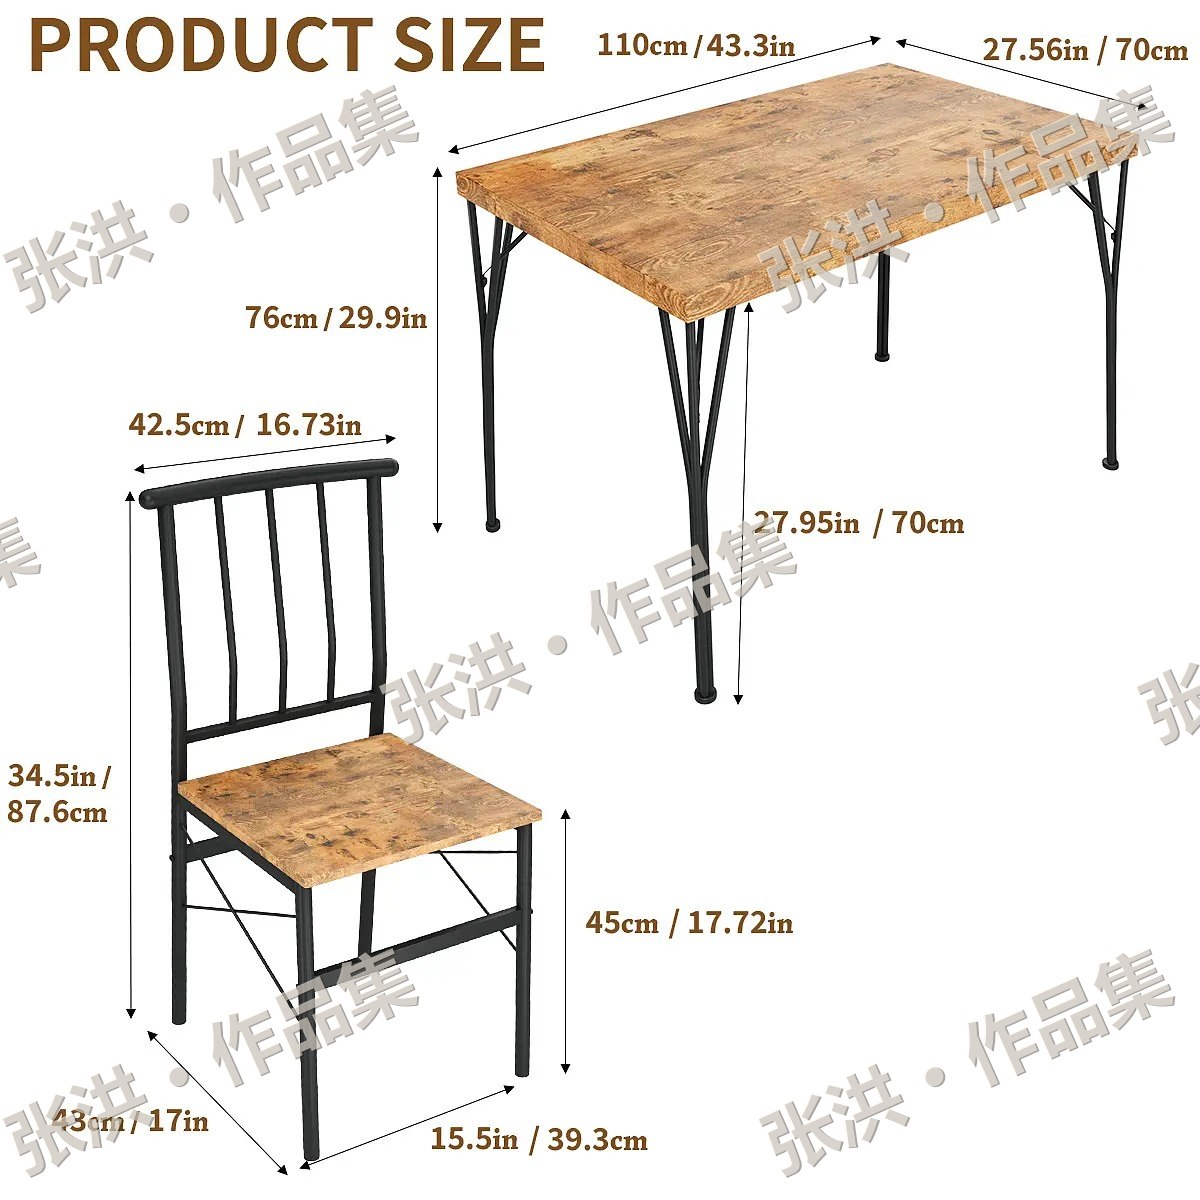 PRODUCT SIZE
110cm / 43.3in
27.56in / 70cm
张洪·作品集
张洪·作品集
76cm / 29.9in
42.5cm / 16.73in
27.95in / 70cm
集
张洪·作品集
张洪
34.5in /
87.6cm
45cm / 17.72in
张洪·作品集
张洪·作品集
43cm / 17in
15.5in / 39.3cm